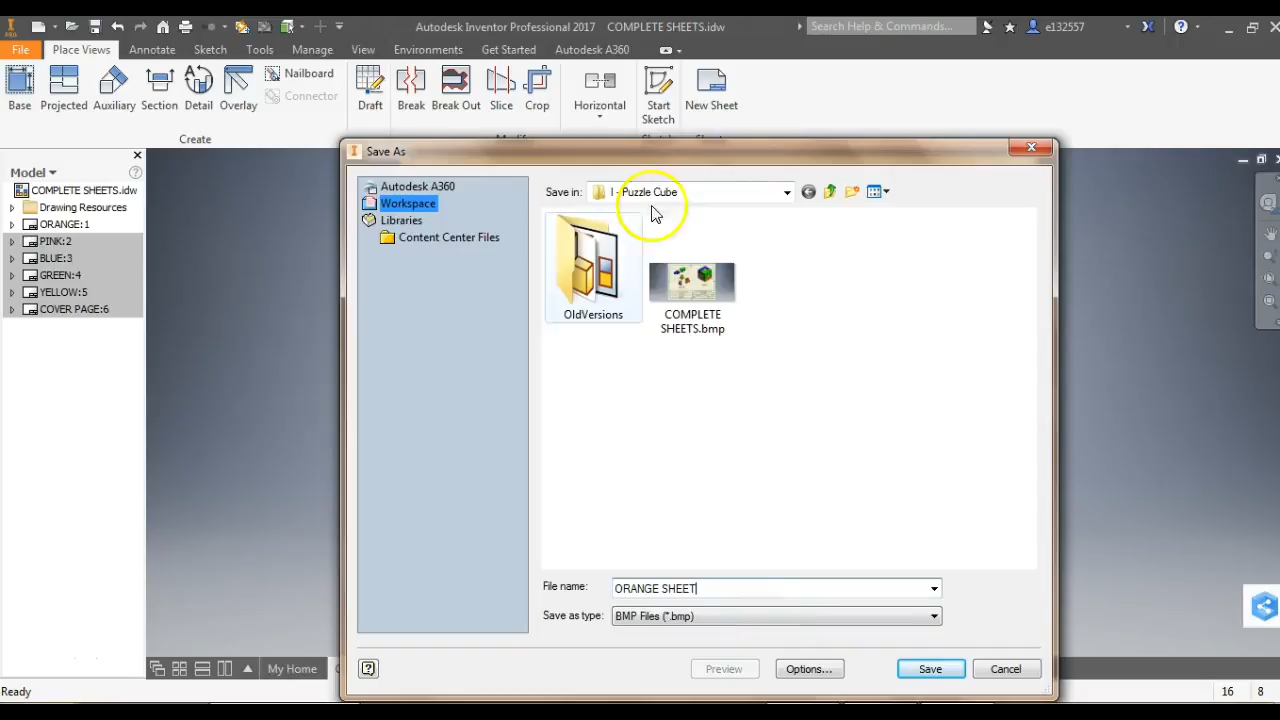 Autodesk Inventor Professional 2017 COMPLETE SHEETS.idw
Search Help & Commands...
e132557
PRO
File Place Views Annotate Sketch Tools Manage View Environments Get Started Autodesk A360
Nailboard
Connector
Base Projected Auxiliary Section Detail Overlay Draft Break Break Out Slice Crop Horizontal Start Sketch New Sheet
Create
Model
COMPLETE SHEETS.idw
Drawing Resources
ORANGE:1
PINK:2
BLUE:3
GREEN:4
YELLOW:5
COVER PAGE:6
Save As
Autodesk A360
Workspace
Libraries
Content Center Files
Save in: I - Puzzle Cube
OldVersions
COMPLETE
SHEETS.bmp
File name: ORANGE SHEET
Save as type: BMP Files (*.bmp)
Preview Options... Save Cancel
My Home
Ready
16 8